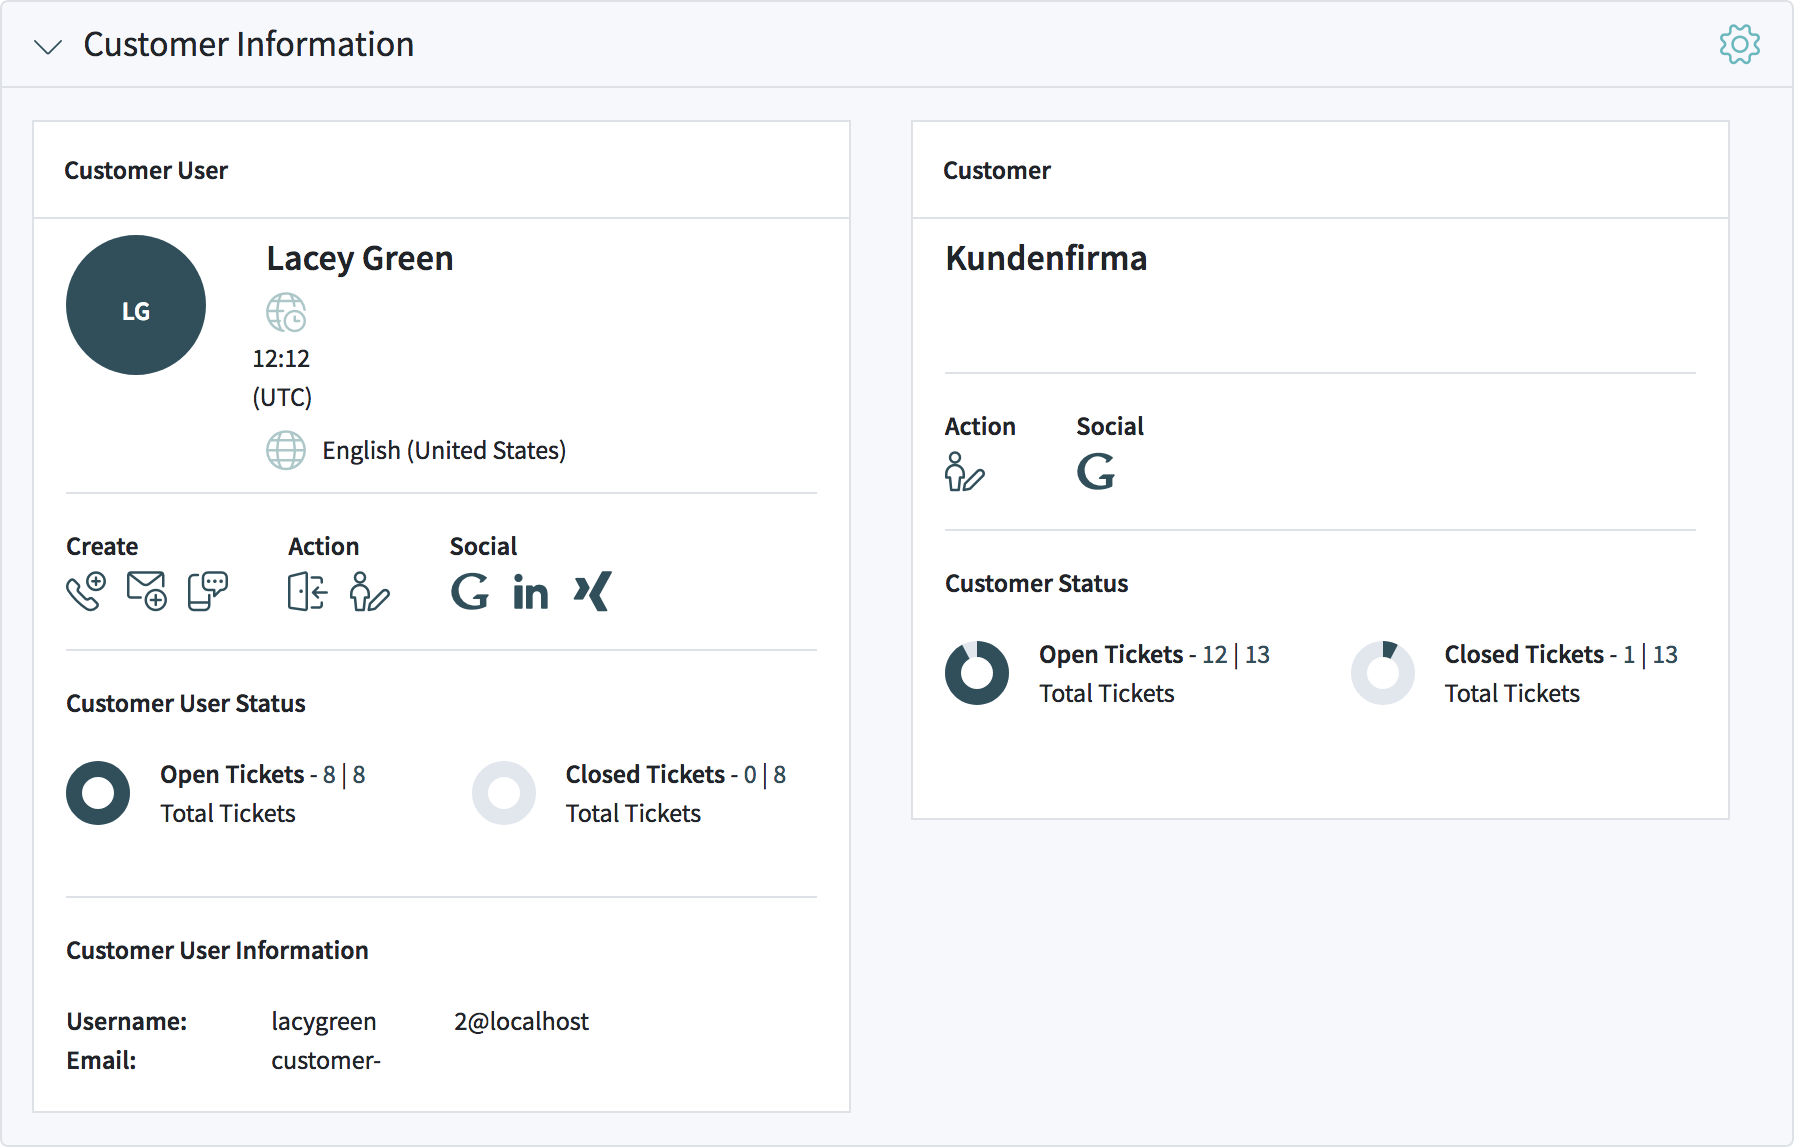 Customer Information
Customer User
LG
Lacey Green
12:12
(UTC)
English (United States)
Create
Action
Social
Customer User Status
Open Tickets - 8 | 8
Total Tickets
Closed Tickets - 0 | 8
Total Tickets
Customer User Information
Username: lacygreen 2@localhost
Email: customer-
Customer
Kundenfirma
Action
Social
Customer Status
Open Tickets - 12 | 13
Total Tickets
Closed Tickets - 1 | 13
Total Tickets